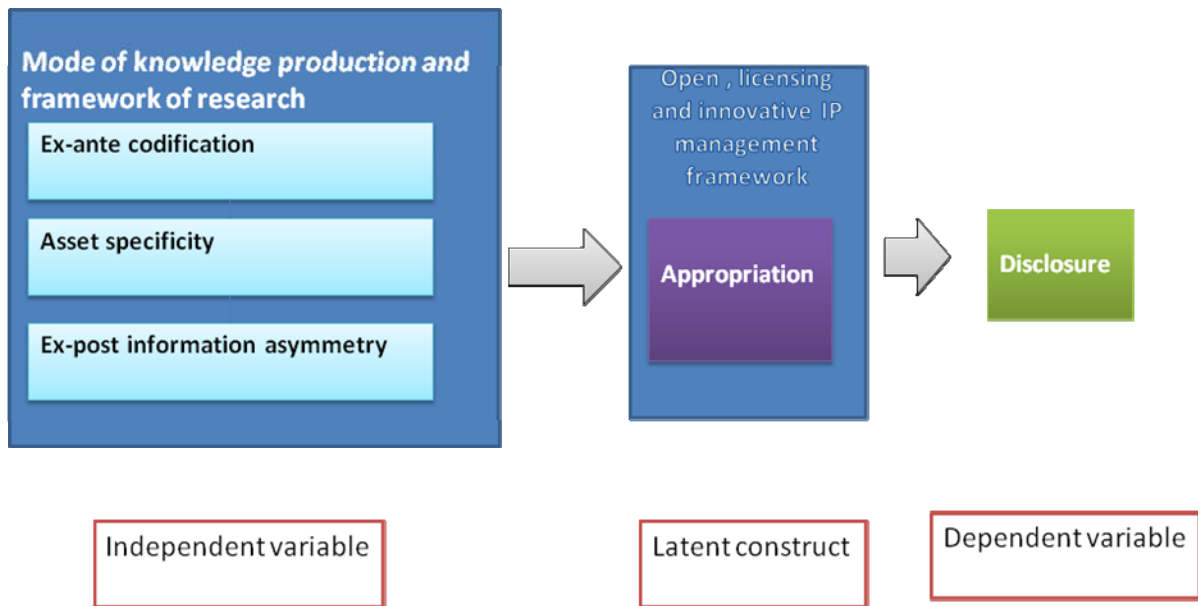 Mode of knowledge production and
framework of research
Ex-ante codification
Asset specificity
Ex-post information asymmetry
Open , licensing
and innovative IP
management
framework
Appropriation
Disclosure
Independent variable
Latent construct
Dependent variable